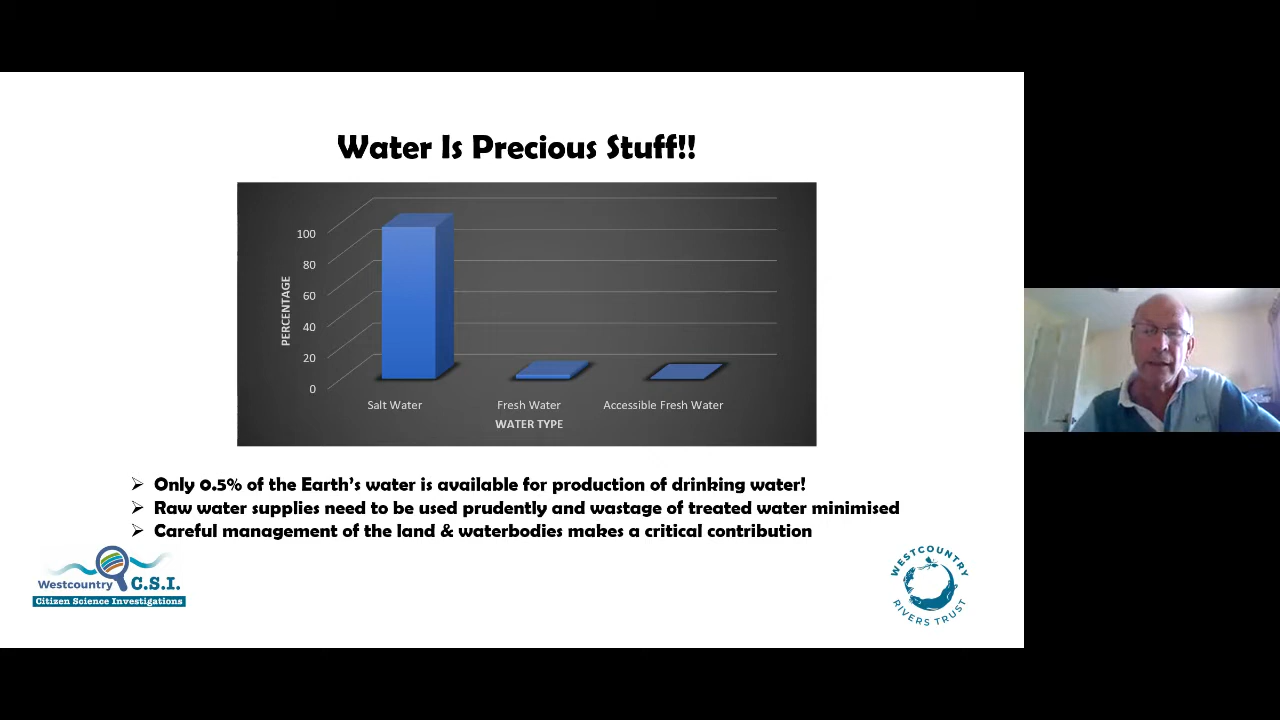 Water Is Precious Stuff!!
100
80
60
40
20
0
PERCENTAGE
Salt Water
Fresh Water
Accessible Fresh Water
WATER TYPE
➢ Only 0.5% of the Earth's water is available for production of drinking water!
➢ Raw water supplies need to be used prudently and wastage of treated water minimised
➢ Careful management of the land & waterbodies makes a critical contribution
Westcountry C.S.I.
Citizen Science Investigations
WESTCOUNTRY
RIVERS TRUST